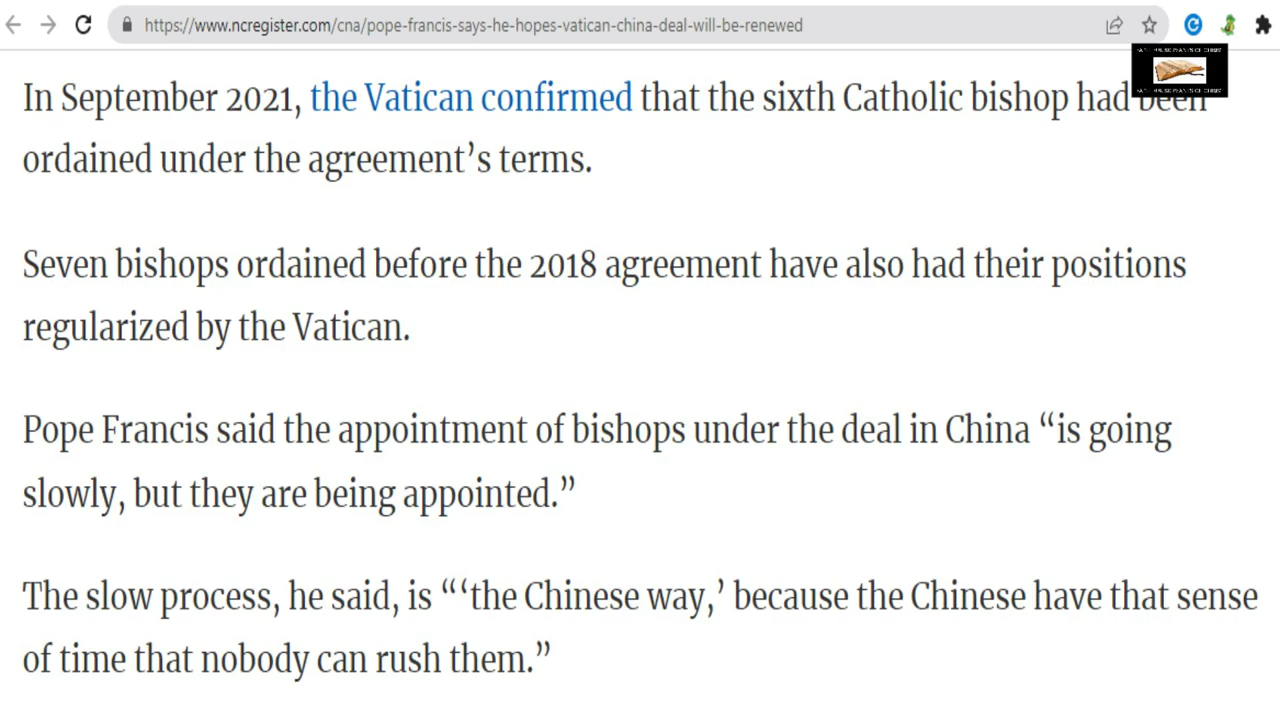 https://www.ncregister.com/cna/pope-francis-says-he-hopes-vatican-china-deal-will-be-renewed
In September 2021, the Vatican confirmed that the sixth Catholic bishop had been
ordained under the agreement’s terms.
Seven bishops ordained before the 2018 agreement have also had their positions
regularized by the Vatican.
Pope Francis said the appointment of bishops under the deal in China “is going
slowly, but they are being appointed.”
The slow process, he said, is “‘the Chinese way,’ because the Chinese have that sense
of time that nobody can rush them.”